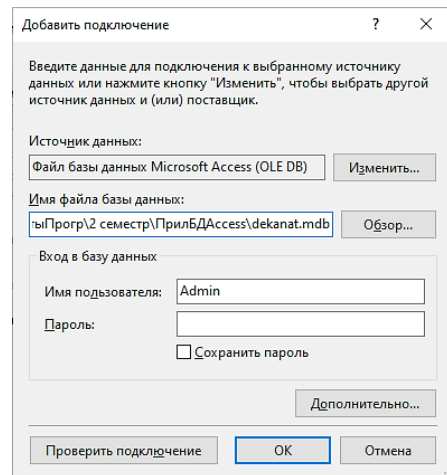 Добавить подключение ? ×
Введите данные для подключения к выбранному источнику
данных или нажмите кнопку "Изменить", чтобы выбрать другой
источник данных и (или) поставщик.
Источник данных:
Файл базы данных Microsoft Access (OLE DB) Изменить...
Имя файла базы данных:
тыПрогр\2 семестр\ПрилБДAccess\dekanat.mdb Обзор...
Вход в базу данных
Имя пользователя: Admin
Пароль:
Сохранить пароль
Дополнительно...
Проверить подключение ОК Отмена